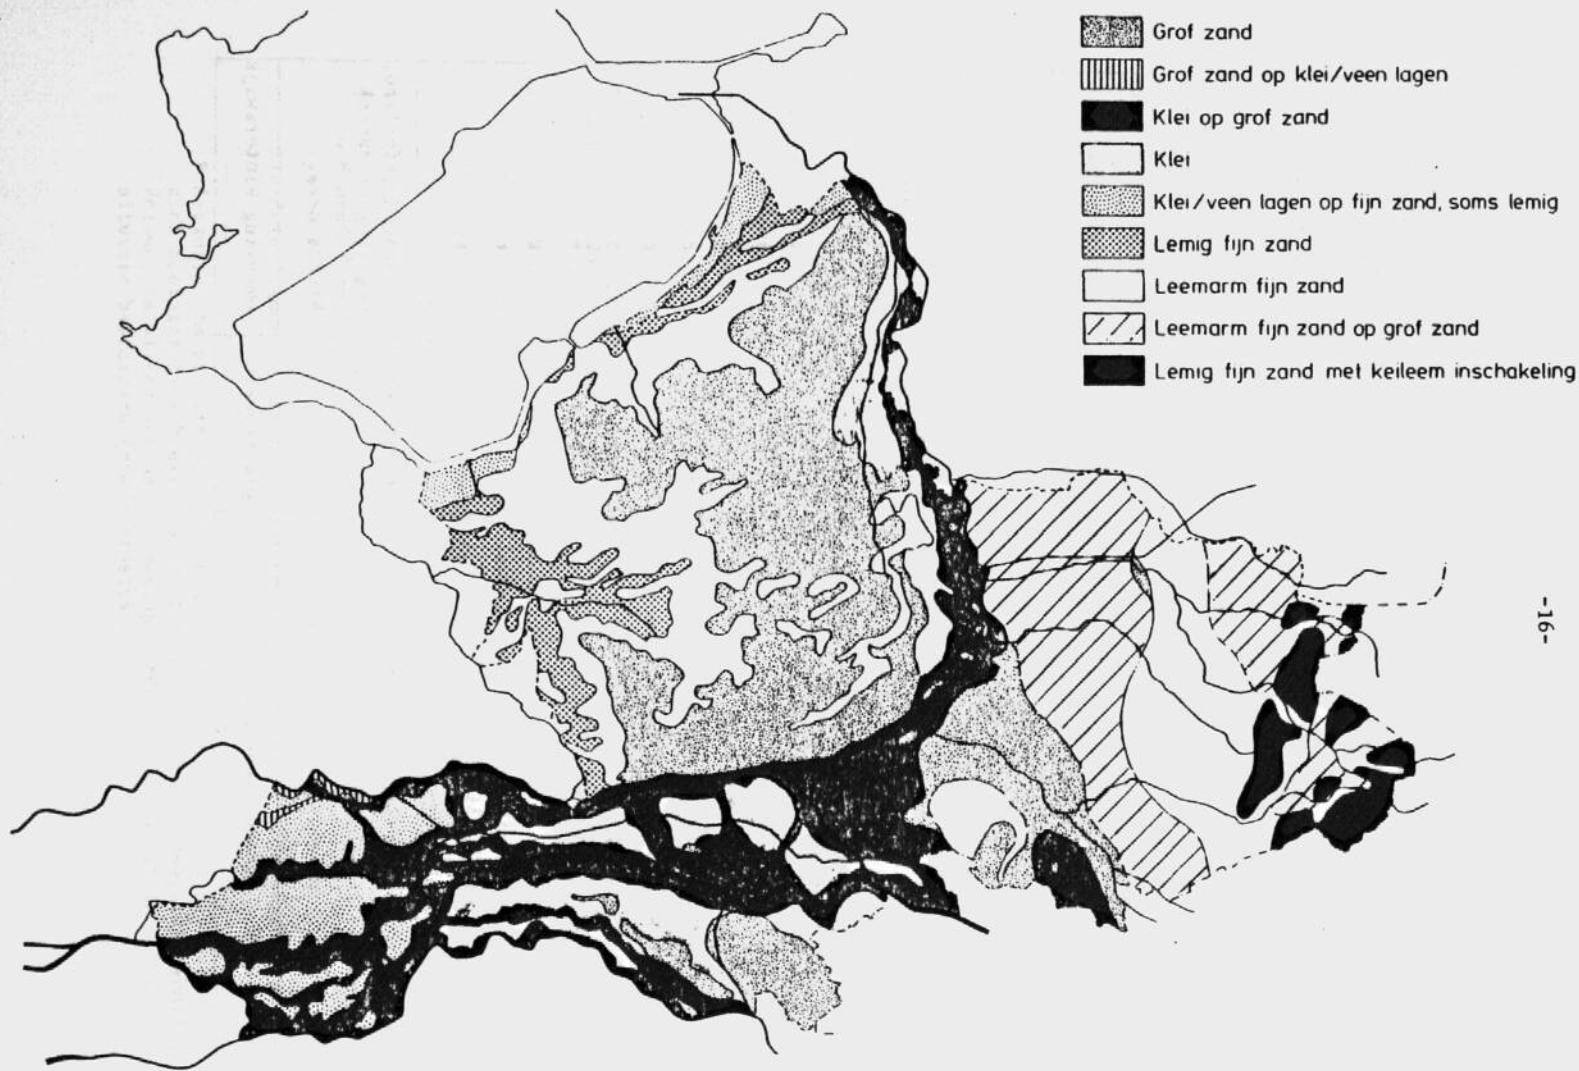 Grof zand
Grof zand op klei/veen lagen
Klei op grof zand
Klei
Klei/veen lagen op fijn zand, soms lemig
Lemig fijn zand
Leemarm fijn zand
Leemarm fijn zand op grof zand
Lemig fijn zand met keileem inschakeling
-16-